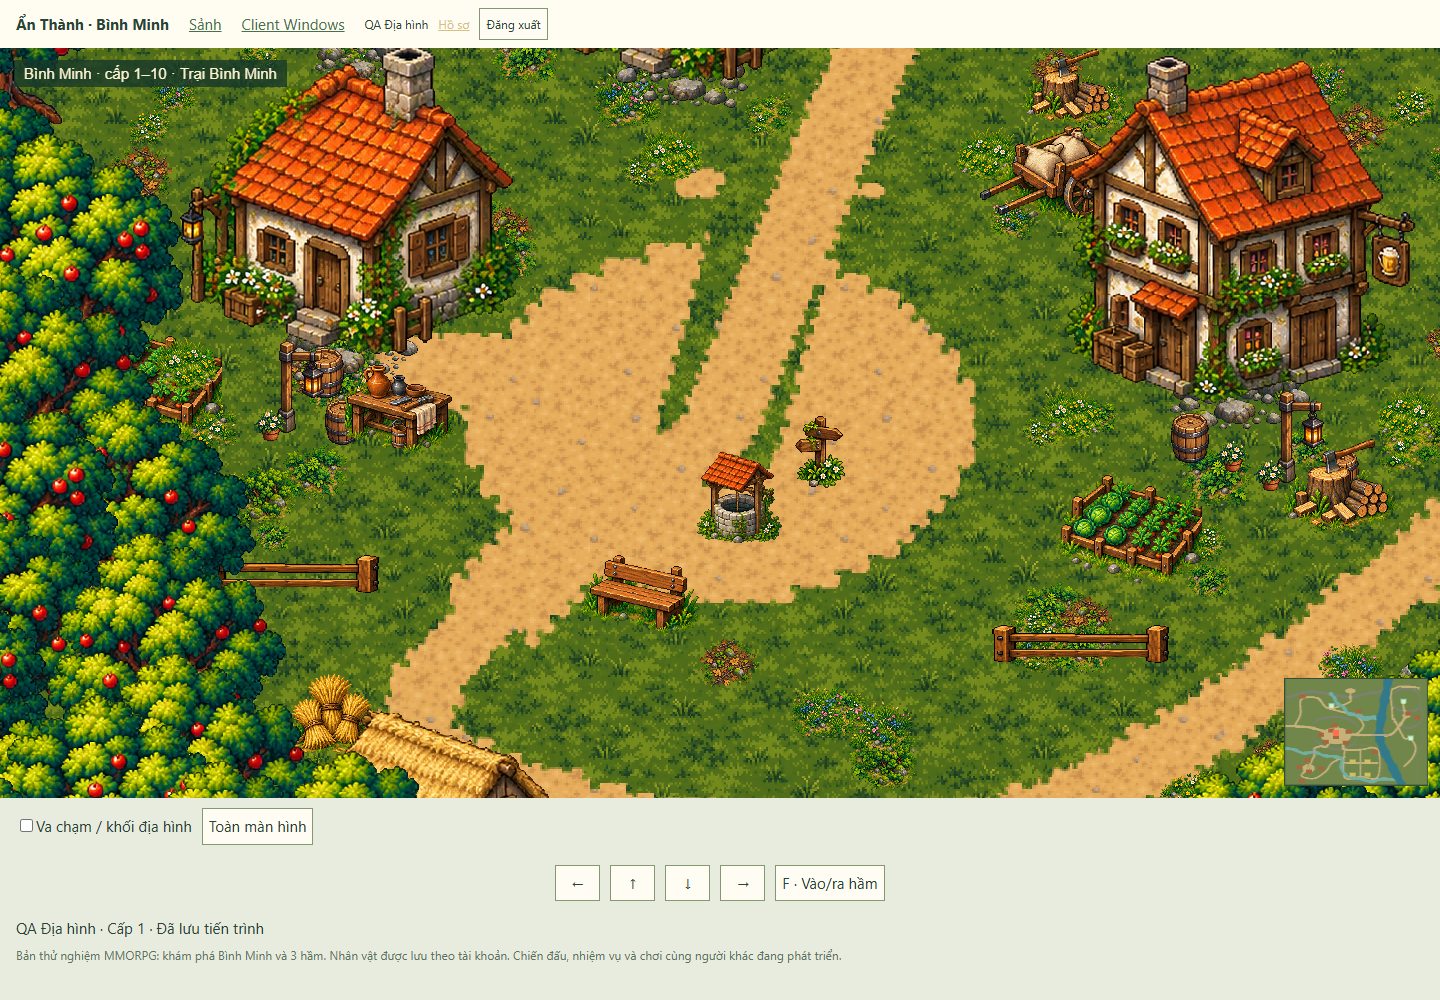 Ẩn Thành · Bình Minh Sảnh Client Windows QA Địa hình Hồ sơ Đăng xuất
Bình Minh · cấp 1–10 · Trại Bình Minh
Va chạm / khối địa hình Toàn màn hình
← ↑ ↓ → F · Vào/ra hầm
QA Địa hình · Cấp 1 · Đã lưu tiến trình
Bản thử nghiệm MMORPG: khám phá Bình Minh và 3 hầm. Nhân vật được lưu theo tài khoản. Chiến đấu, nhiệm vụ và chơi cùng người khác đang phát triển.